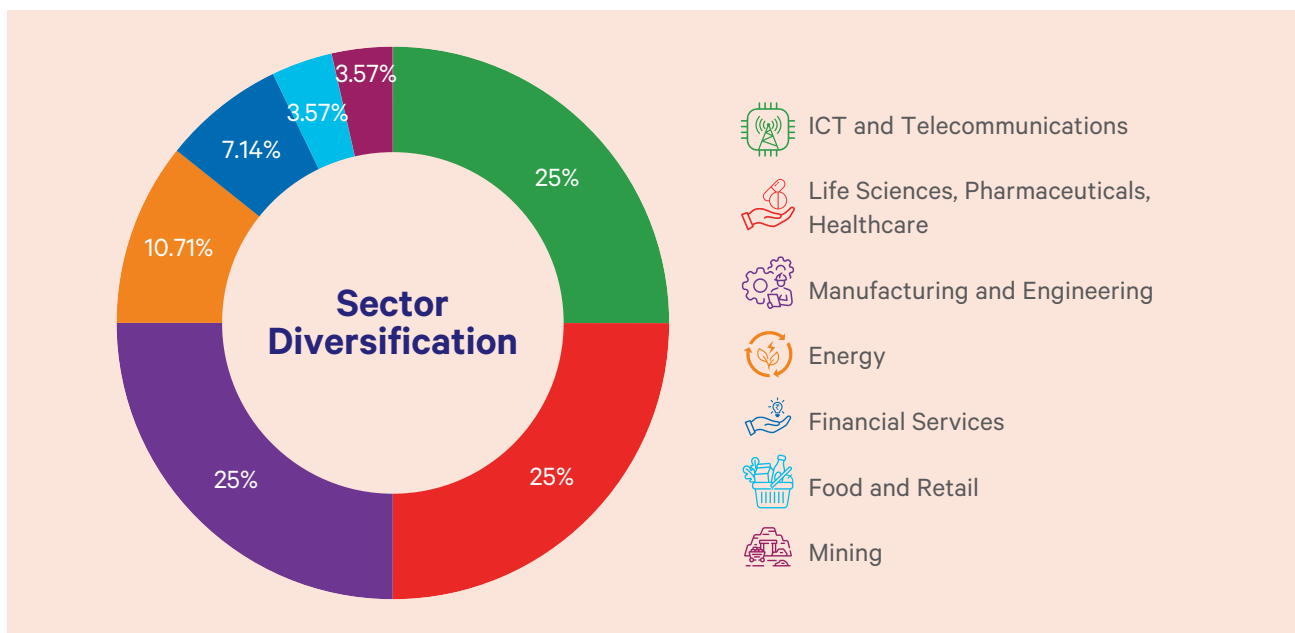 3.57%
3.57%
7.14%
25%
10.71%
Sector
Diversification
25%
25%
ICT and Telecommunications
Life Sciences, Pharmaceuticals,
Healthcare
Manufacturing and Engineering
Energy
Financial Services
Food and Retail
Mining